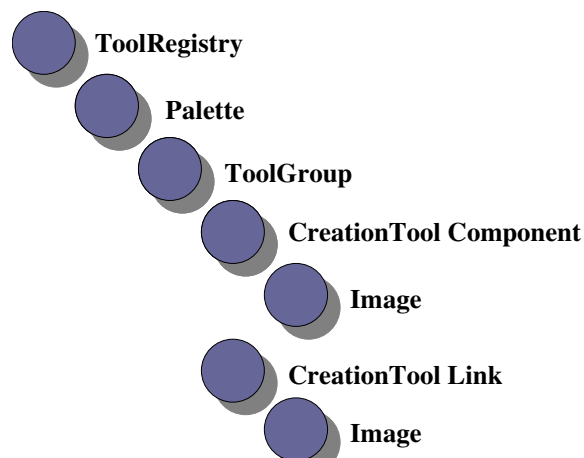 ToolRegistry
Palette
ToolGroup
CreationTool Component
Image
CreationTool Link
Image